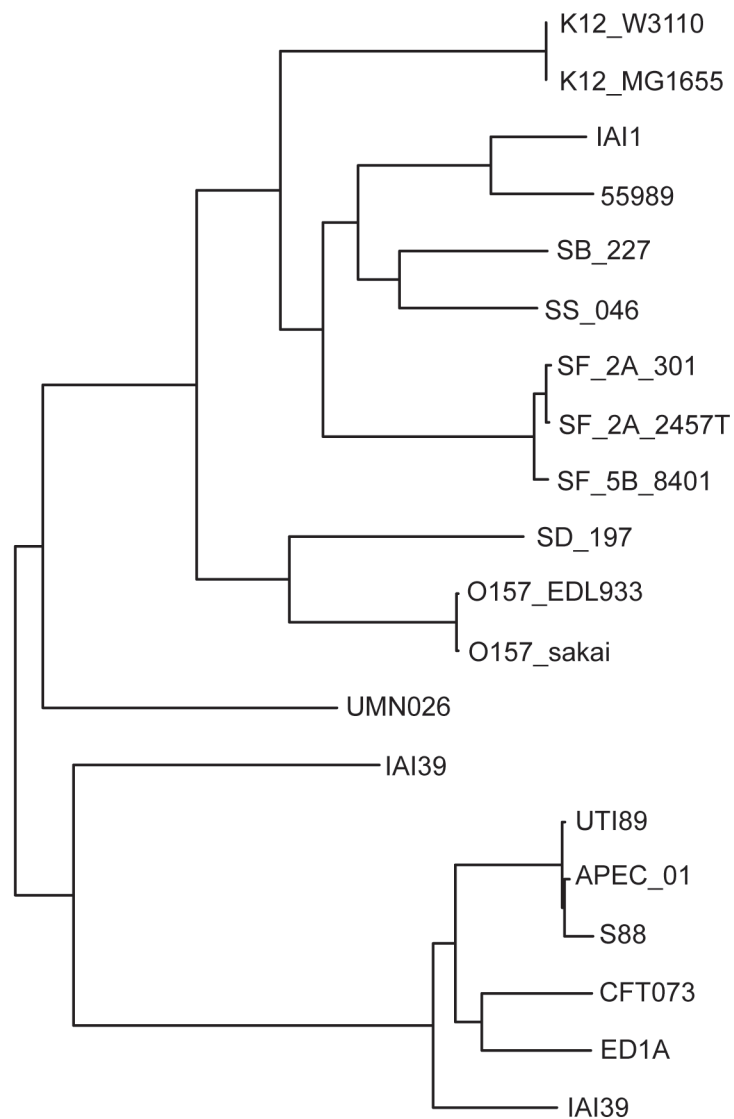 K12_W3110
K12_MG1655
IAI1
55989
SB_227
SS_046
SF_2A_301
SF_2A_2457T
SF_5B_8401
SD_197
O157_EDL933
O157_sakai
UMN026
IAI39
UTI89
APEC_01
S88
CFT073
ED1A
IAI39